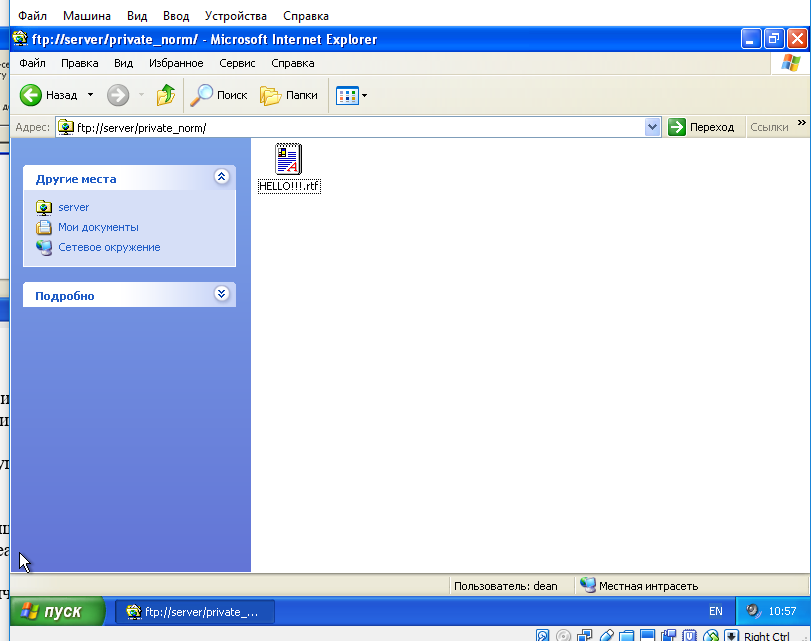 Файл Машина Вид Ввод Устройства Справка
ftp://server/private_norm/ - Microsoft Internet Explorer
Файл Правка Вид Избранное Сервис Справка
Назад Поиск Папки
Адрес: ftp://server/private_norm/ Переход Ссылки »
Другие места
HELLO!!!.rtf
server
Мои документы
Сетевое окружение
Подробно
Пользователь: dean Местная интрасеть
пуск ftp://server/private_... EN 10:57
Right Ctrl